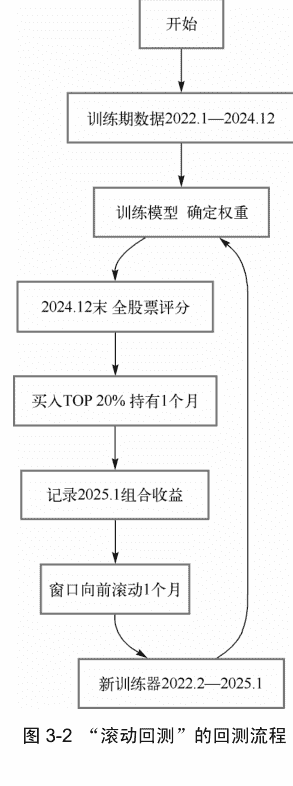 开始
训练期数据2022.1—2024.12
训练模型 确定权重
2024.12末 全股票评分
买入TOP 20% 持有1个月
记录2025.1组合收益
窗口向前滚动1个月
新训练器2022.2—2025.1
图 3-2 “滚动回测”的回测流程